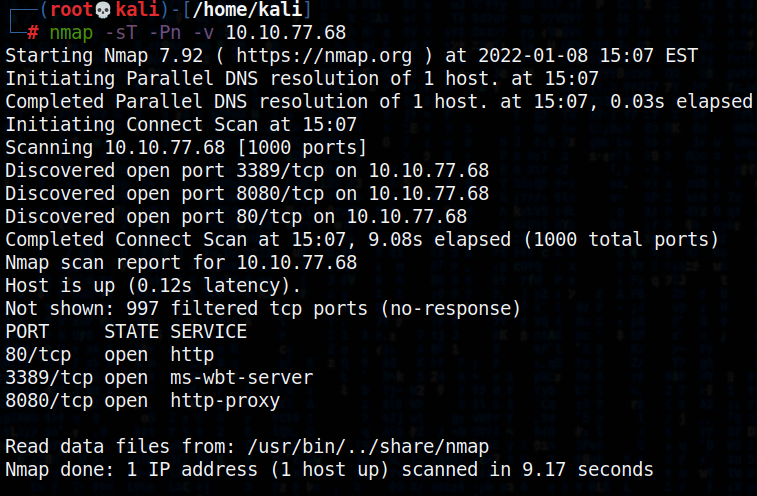 ┌──(root💀kali)-[/home/kali]
└─# nmap -sT -Pn -v 10.10.77.68
Starting Nmap 7.92 ( https://nmap.org ) at 2022-01-08 15:07 EST
Initiating Parallel DNS resolution of 1 host. at 15:07
Completed Parallel DNS resolution of 1 host. at 15:07, 0.03s elapsed
Initiating Connect Scan at 15:07
Scanning 10.10.77.68 [1000 ports]
Discovered open port 3389/tcp on 10.10.77.68
Discovered open port 8080/tcp on 10.10.77.68
Discovered open port 80/tcp on 10.10.77.68
Completed Connect Scan at 15:07, 9.08s elapsed (1000 total ports)
Nmap scan report for 10.10.77.68
Host is up (0.12s latency).
Not shown: 997 filtered tcp ports (no-response)
PORT     STATE SERVICE
80/tcp   open  http
3389/tcp open  ms-wbt-server
8080/tcp open  http-proxy
Read data files from: /usr/bin/../share/nmap
Nmap done: 1 IP address (1 host up) scanned in 9.17 seconds